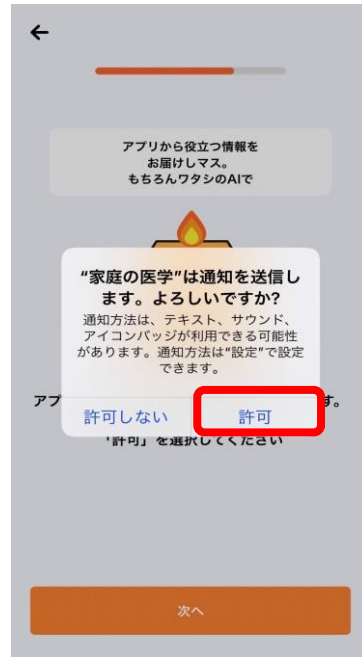 アプリから役立つ情報を
お届けしマス。
もちろんワタシのAIで
“家庭の医学”は通知を送信し
ます。よろしいですか?
通知方法は、テキスト、サウンド、
アイコンバッジが利用できる可能性
があります。通知方法は“設定”で設定
できます。
アプ
す。
許可しない
許可
「許可」を選択してください
次へ